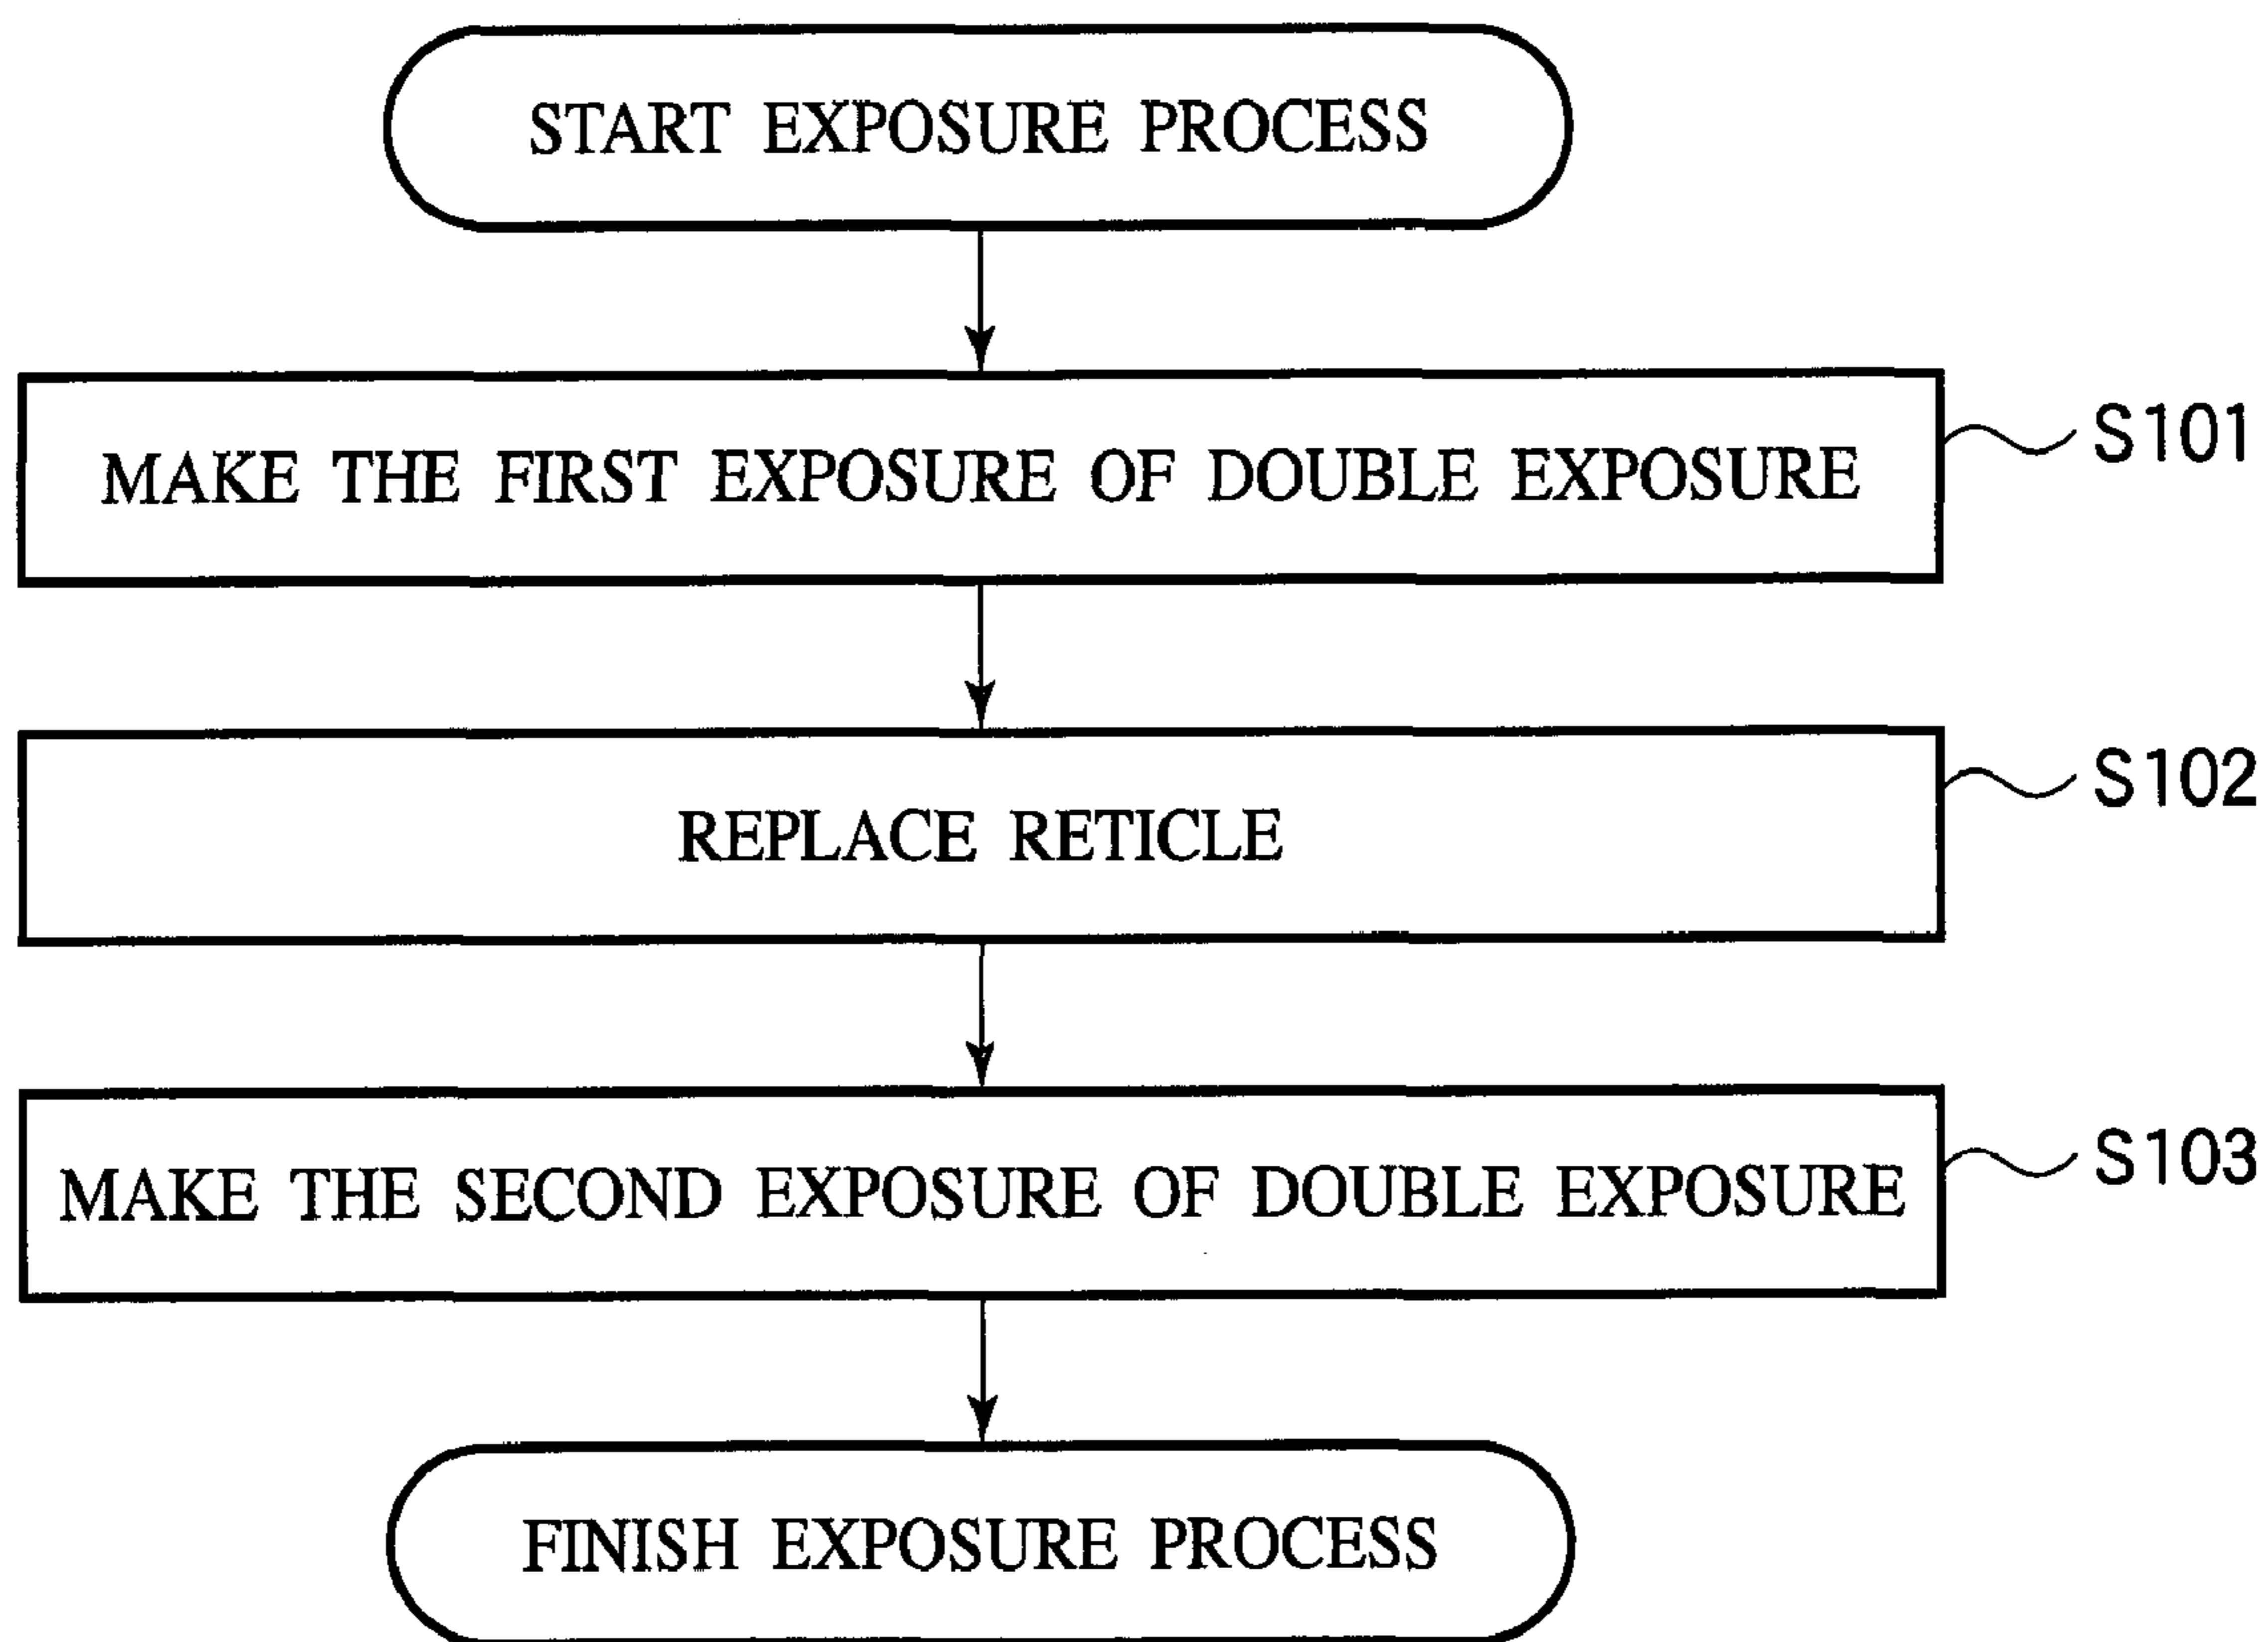 START EXPOSURE PROCESS
MAKE THE FIRST EXPOSURE OF DOUBLE EXPOSURE
S101
REPLACE RETICLE
S102
MAKE THE SECOND EXPOSURE OF DOUBLE EXPOSURE
S103
FINISH EXPOSURE PROCESS